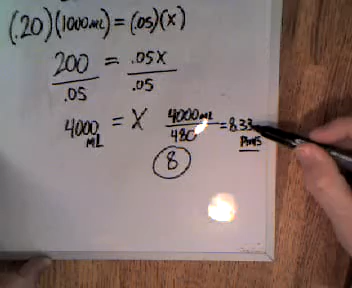 (.20)(1000mL) = (.05)(X)
200 = .05X
.05 .05
4000 mL = X 4000mL / 480 = 8.33 Pints
8